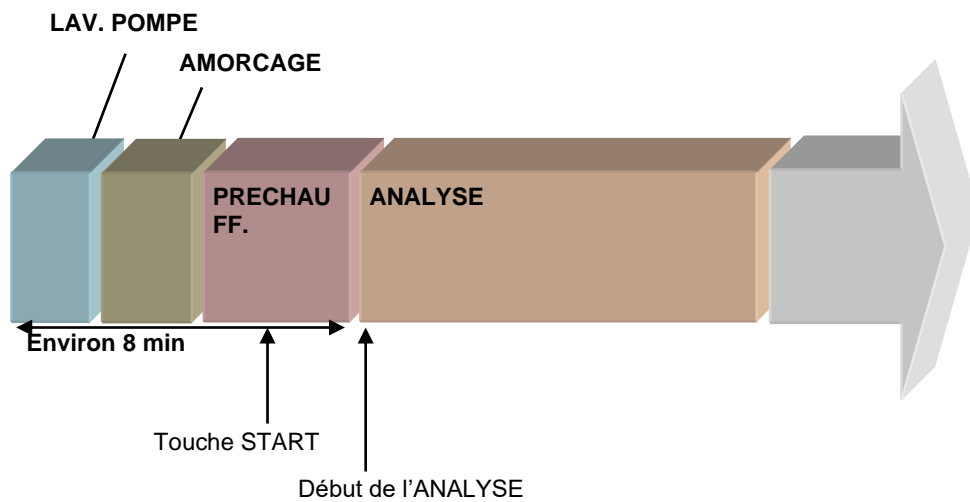 LAV. POMPE
AMORCAGE
PRECHAU
FF.
ANALYSE
Environ 8 min
Touche START
Début de l’ANALYSE